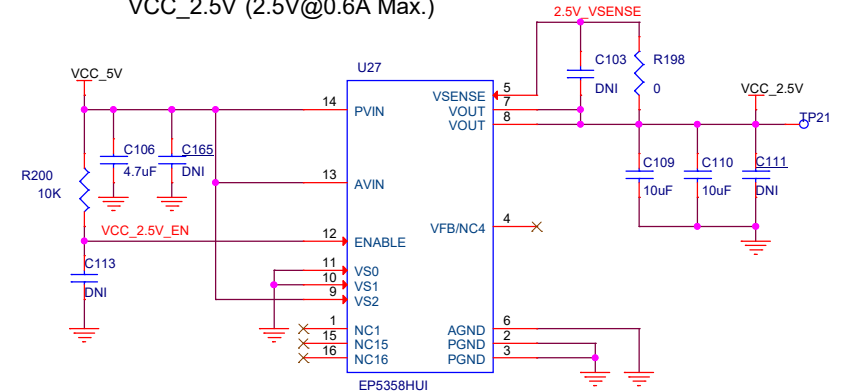 VCC_2.5V (2.5V@0.6A Max.)
2.5V_VSENSE
U27
VCC_5V
C103
DNI
R198
0
VCC_2.5V
TP21
14
PVIN
VSENSE
5
VOUT
7
VOUT
8
C106
4.7uF
C165
DNI
R200
10K
13
AVIN
C109
10uF
C110
10uF
C111
DNI
VCC_2.5V_EN
12
ENABLE
VFB/NC4
4
C113
DNI
11
VS0
10
VS1
9
VS2
1
NC1
15
NC15
16
NC16
AGND
6
PGND
2
PGND
3
EP5358HUI